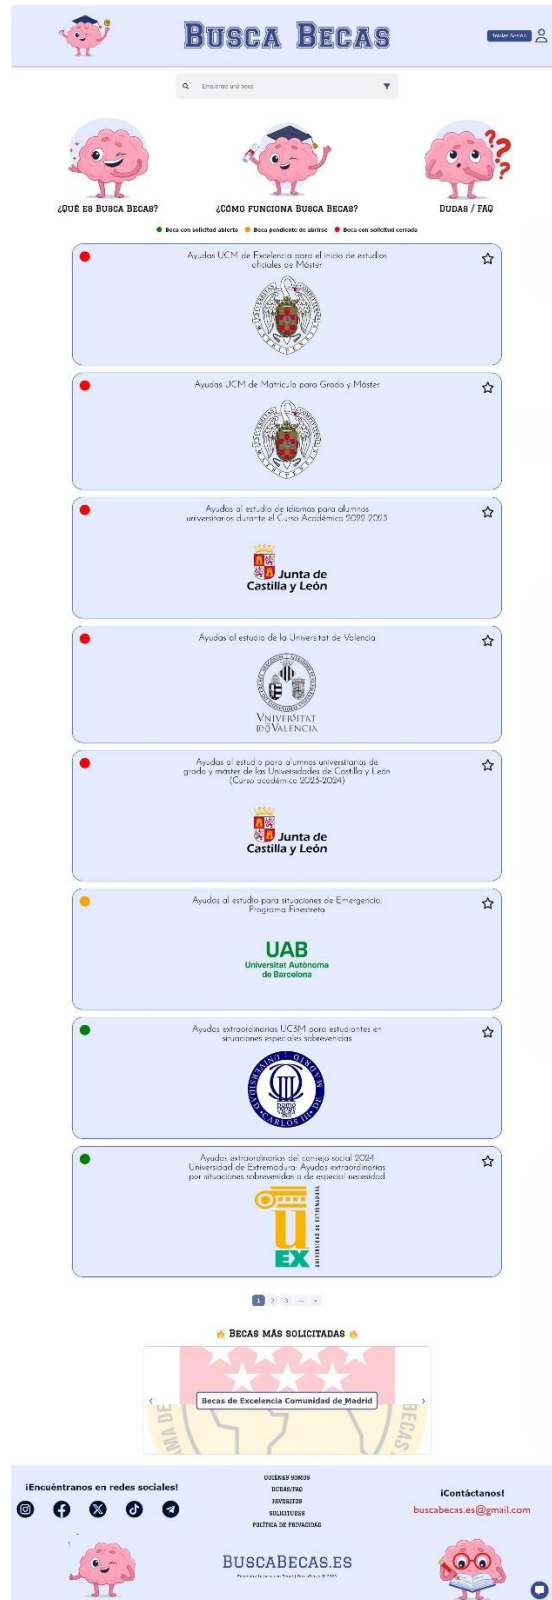 BUSCA BECAS
Iniciar Sesión
Encuentra una beca
¿QUÉ ES BUSCA BECAS?
¿CÓMO FUNCIONA BUSCA BECAS?
DUDAS / FAQ
Beca con solicitud abierta
Beca pendiente de abrirse
Beca con solicitud cerrada
Ayudas UCM de Excelencia para el inicio de estudios
oficiales de Máster
Ayudas UCM de Matrícula para Grado y Máster
Ayudas al estudio de idiomas para alumnos
universitarios durante el Curso Académico 2022-2023
Junta de
Castilla y León
Ayudas al estudio de la Universitat de Valencia
VNIVERSITAT
DE VALÈNCIA
Ayudas al estudio para alumnos universitarios de
grado y máster de las Universidades de Castilla y León
(Curso académico 2023-2024)
Junta de
Castilla y León
Ayudas al estudio para situaciones de Emergencia:
Programa Finestreta
UAB
Universitat Autònoma
de Barcelona
Ayudas extraordinarias UC3M para estudiantes en
situaciones especiales sobrevenidas
UNIVERSIDAD · CARLOS III · DE MADRID
Ayudas extraordinarias del consejo social 2024
Universidad de Extremadura: Ayudas extraordinarias
por situaciones sobrevenidas o de especial necesidad
UEX
UNIVERSIDAD DE EXTREMADURA
1 2 3 ... >
BECAS MÁS SOLICITADAS
Becas de Excelencia Comunidad de Madrid
¡Encuéntranos en redes sociales!
QUIÉNES SOMOS
DUDAS/FAQ
FAVORITOS
SOLICITUDES
POLÍTICA DE PRIVACIDAD
¡Contáctanos!
buscabecas.es@gmail.com
BUSCABECAS.ES